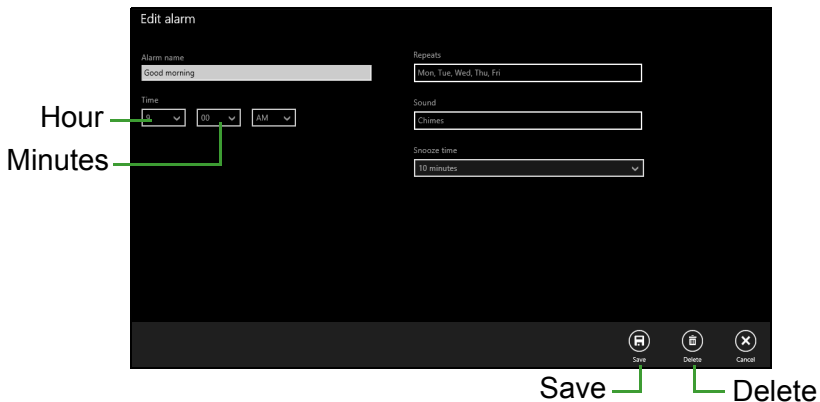 Edit alarm
Alarm name
Good morning
Time
9 00 AM
Repeats
Mon, Tue, Wed, Thu, Fri
Sound
Chimes
Snooze time
10 minutes
Hour
Minutes
Save Delete Cancel
Save Delete